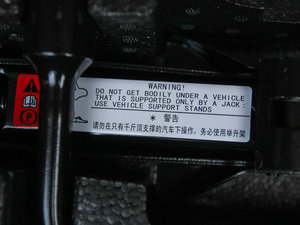 WARNING!
DO NOT GET BODILY UNDER A VEHICLE
THAT IS SUPPORTED ONLY BY A JACK:
USE VEHICLE SUPPORT STANDS
* 警告
请勿在只有千斤顶支撑的汽车下操作,务必使用举升架